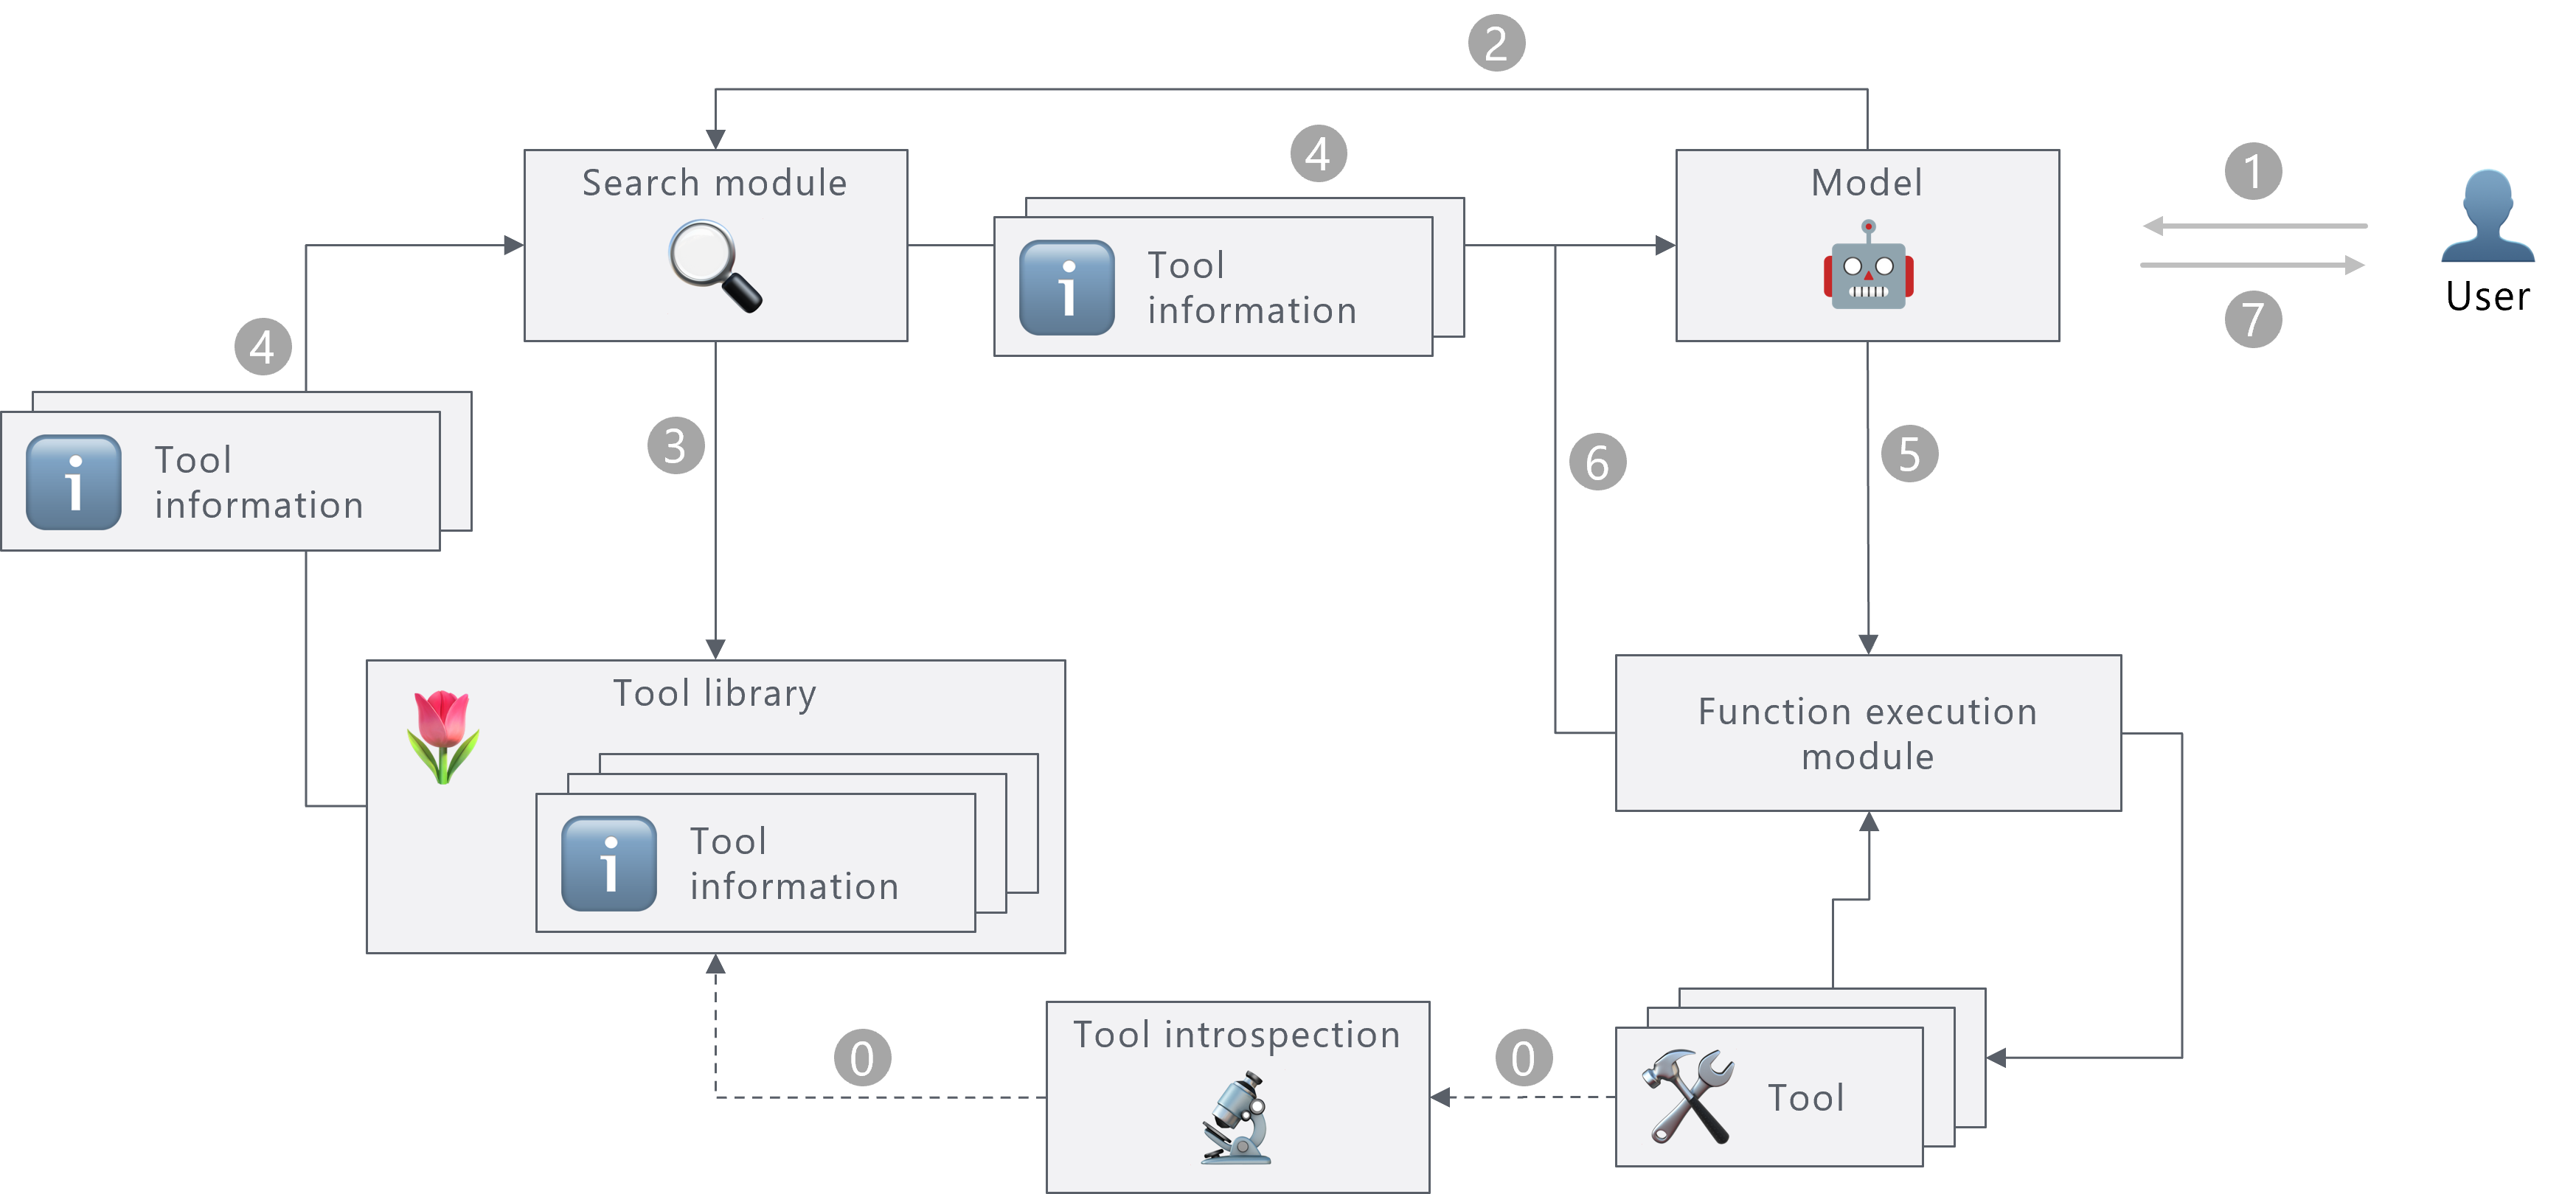 2
Search module
4
Tool
information
Model
1
7
User
4
Tool
information
3
6
5
Tool library
Tool
information
Function execution
module
0
Tool introspection
0
Tool